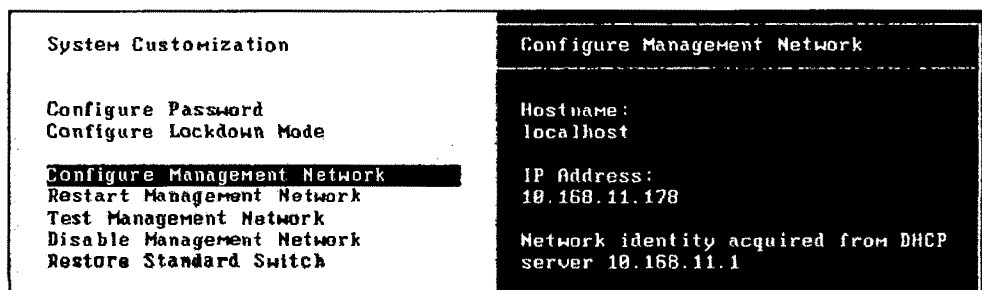 System Customization
Configure Password
Configure Lockdown Mode
Configure Management Network
Restart Management Network
Test Management Network
Disable Management Network
Restore Standard Switch
Configure Management Network
Hostname:
localhost
IP Address:
10.168.11.178
Network identity acquired from DHCP
server 10.168.11.1